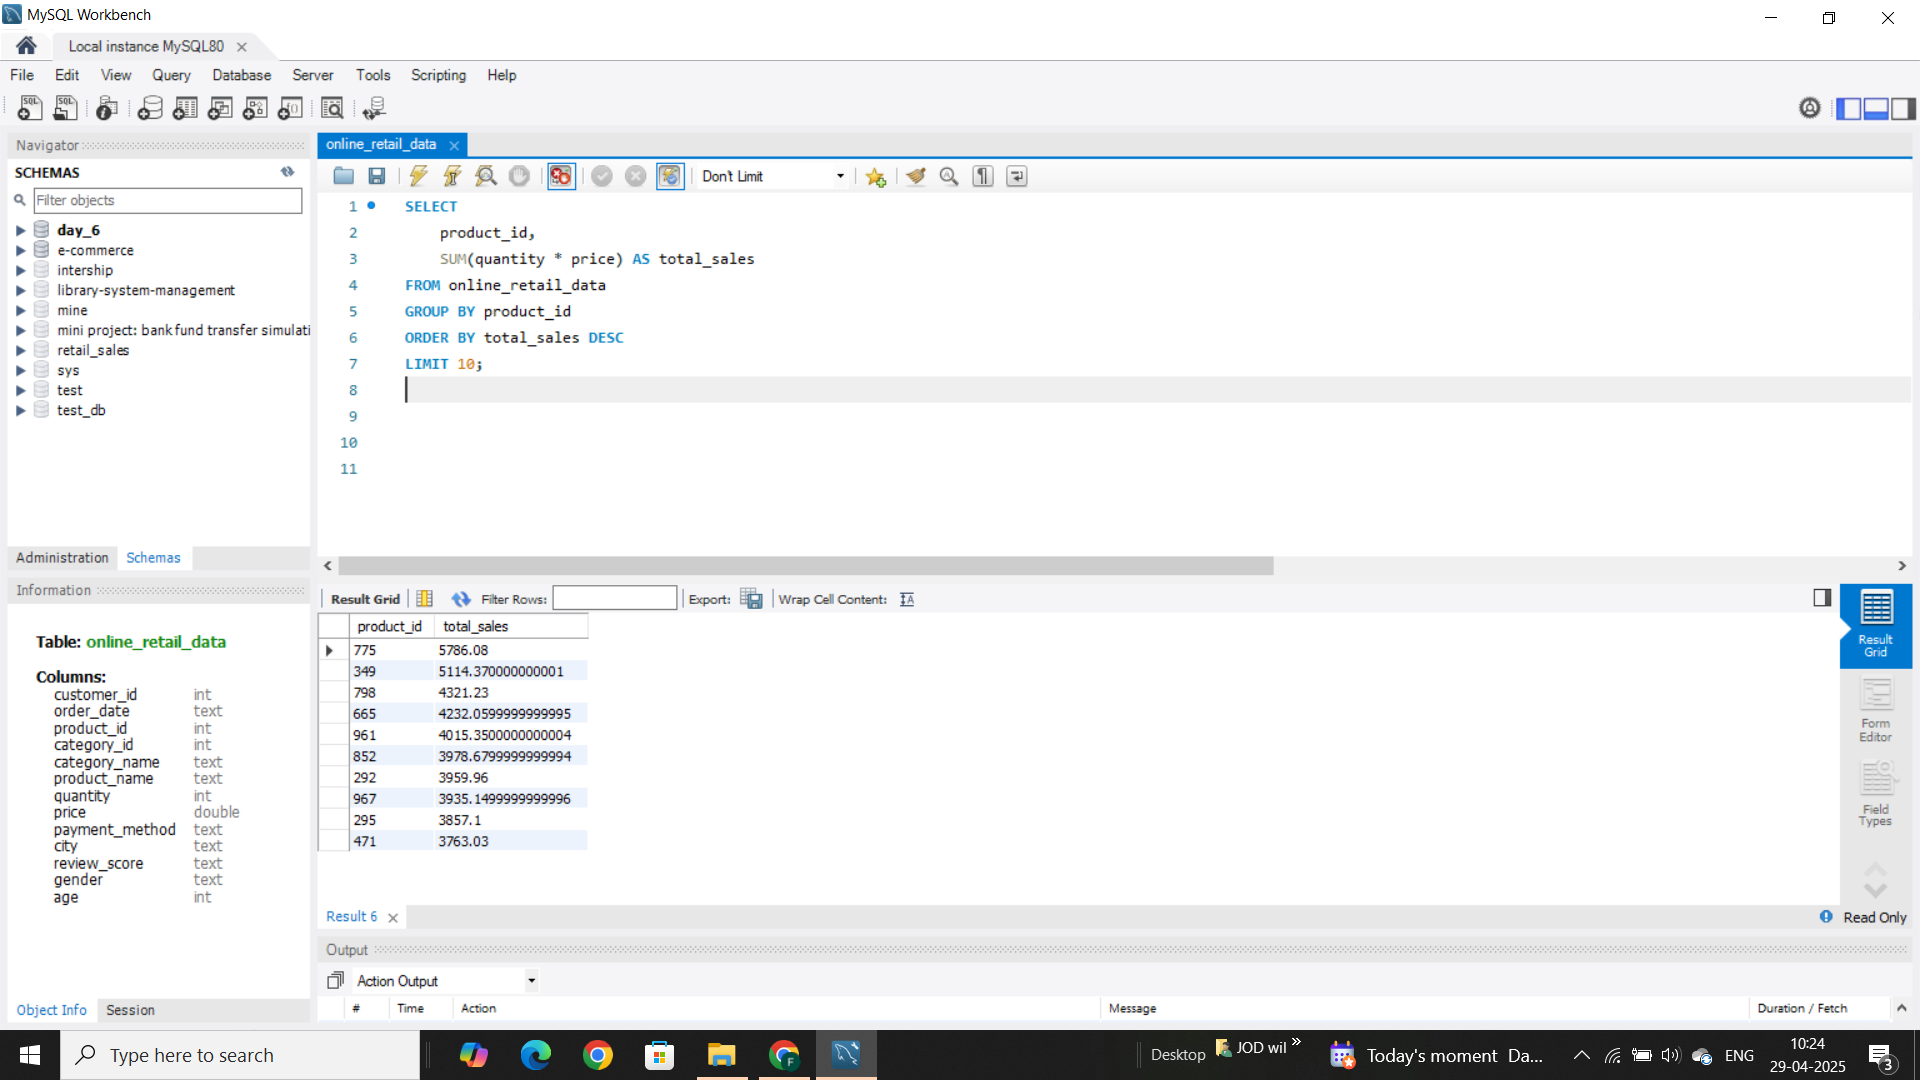 MySQL Workbench
Local instance MySQL80
File Edit View Query Database Server Tools Scripting Help
Navigator
SCHEMAS
Filter objects
day_6
e-commerce
intership
library-system-management
mine
mini project: bank fund transfer simulati
retail_sales
sys
test
test_db
Administration Schemas
Information
Table: online_retail_data
Columns:
customer_id int
order_date text
product_id int
category_id int
category_name text
product_name text
quantity int
price double
payment_method text
city text
review_score text
gender text
age int
Object Info Session
online_retail_data
Don't Limit
1 SELECT
2 product_id,
3 SUM(quantity * price) AS total_sales
4 FROM online_retail_data
5 GROUP BY product_id
6 ORDER BY total_sales DESC
7 LIMIT 10;
8
9
10
11
Result Grid Filter Rows: Export: Wrap Cell Content:
product_id total_sales
775 5786.08
349 5114.370000000001
798 4321.23
665 4232.0599999999995
961 4015.3500000000004
852 3978.6799999999994
292 3959.96
967 3935.1499999999996
295 3857.1
471 3763.03
Result Grid
Form Editor
Field Types
Result 6
Read Only
Output
Action Output
# Time Action Message Duration / Fetch
Type here to search
Desktop
JOD wil
Today's moment Da...
ENG
10:24
29-04-2025
3